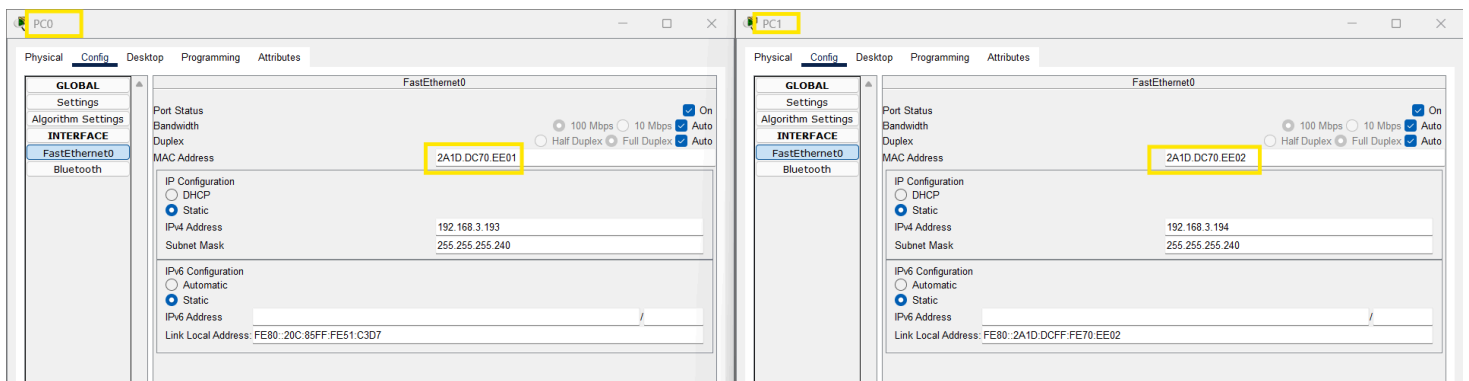 PC0
Physical Config Desktop Programming Attributes
GLOBAL
Settings
Algorithm Settings
INTERFACE
FastEthernet0
Bluetooth
FastEthernet0
Port Status On
Bandwidth 100 Mbps 10 Mbps Auto
Duplex Half Duplex Full Duplex Auto
MAC Address 2A1D.DC70.EE01
IP Configuration
DHCP
Static
IPv4 Address 192.168.3.193
Subnet Mask 255.255.255.240
IPv6 Configuration
Automatic
Static
IPv6 Address /
Link Local Address: FE80::20C:85FF:FE51:C3D7
PC1
Physical Config Desktop Programming Attributes
GLOBAL
Settings
Algorithm Settings
INTERFACE
FastEthernet0
Bluetooth
FastEthernet0
Port Status On
Bandwidth 100 Mbps 10 Mbps Auto
Duplex Half Duplex Full Duplex Auto
MAC Address 2A1D.DC70.EE02
IP Configuration
DHCP
Static
IPv4 Address 192.168.3.194
Subnet Mask 255.255.255.240
IPv6 Configuration
Automatic
Static
IPv6 Address /
Link Local Address: FE80::2A1D:DCFF:FE70:EE02